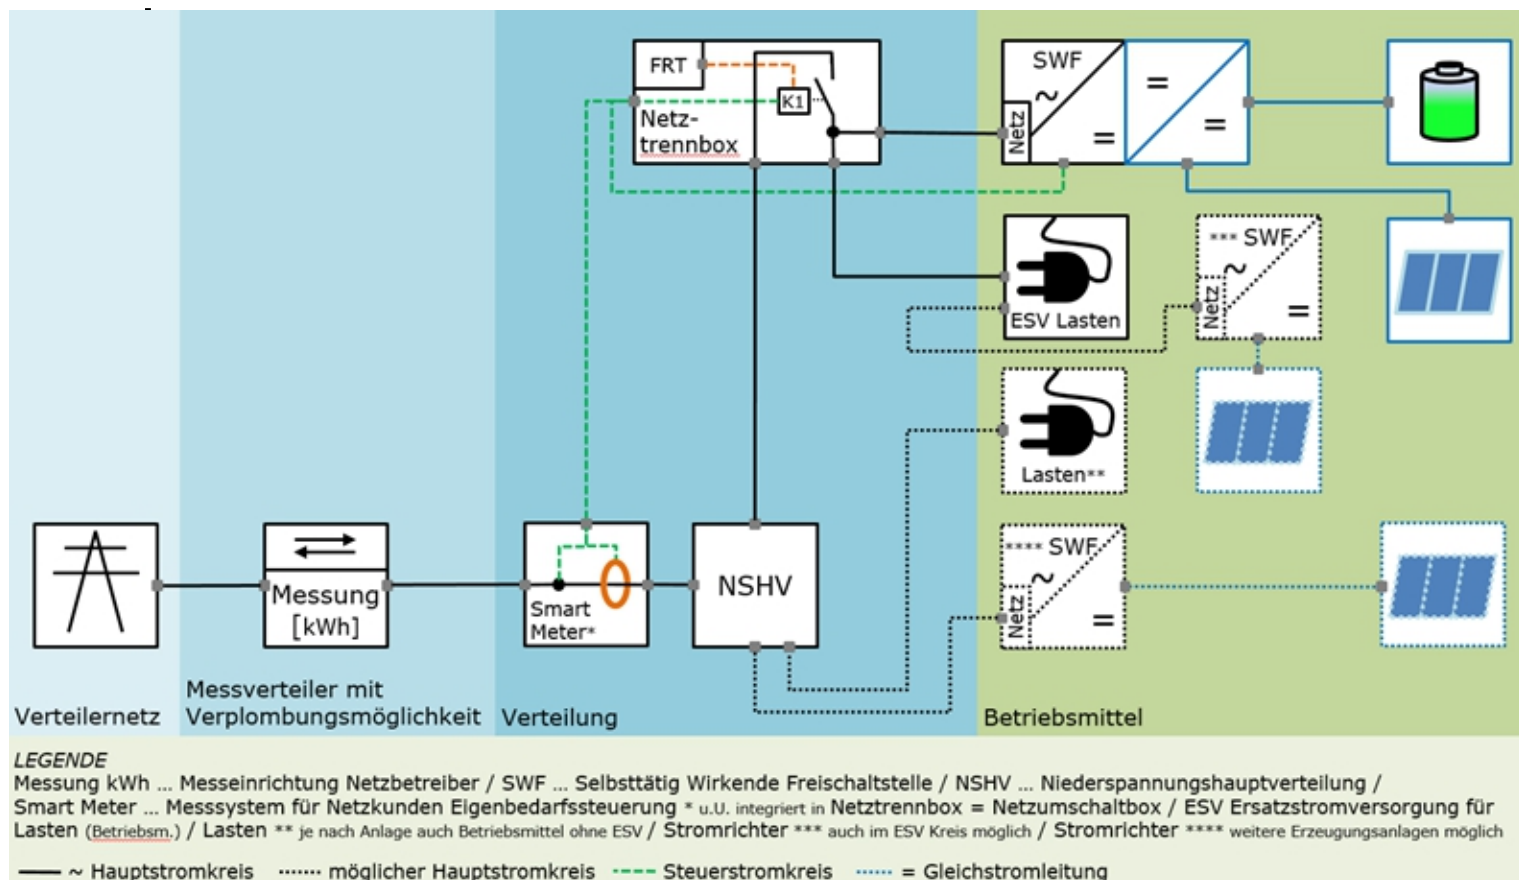 FRT
K1
Netz-
trennbox
SWF
~
=
Netz
=
=
ESV Lasten
*** SWF
~
Netz
=
Lasten**
**** SWF
~
Netz
=
Messung
[kWh]
Smart
Meter*
NSHV
Verteilernetz
Messverteiler mit
Verplombungsmöglichkeit
Verteilung
Betriebsmittel
LEGENDE
Messung kWh ... Messeinrichtung Netzbetreiber / SWF ... Selbsttätig Wirkende Freischaltstelle / NSHV ... Niederspannungshauptverteilung /
Smart Meter ... Messsystem für Netzkunden Eigenbedarfssteuerung * u.U. integriert in Netztrennbox = Netzumschaltbox / ESV Ersatzstromversorgung für
Lasten (Betriebsm.) / Lasten ** je nach Anlage auch Betriebsmittel ohne ESV / Stromrichter *** auch im ESV Kreis möglich / Stromrichter **** weitere Erzeugungsanlagen möglich
~ Hauptstromkreis möglicher Hauptstromkreis Steuerstromkreis = Gleichstromleitung